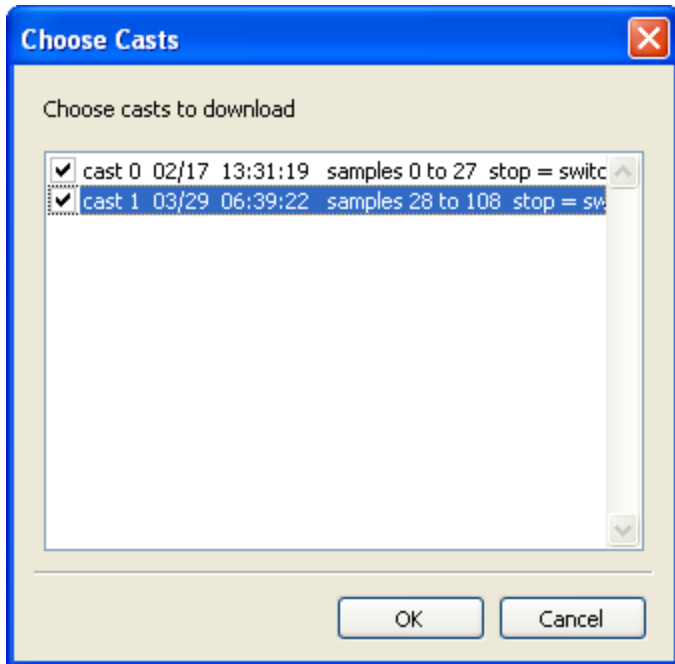 Choose Casts
Choose casts to download
cast 0 02/17 13:31:19 samples 0 to 27 stop = switc
cast 1 03/29 06:39:22 samples 28 to 108 stop = sw
OK Cancel